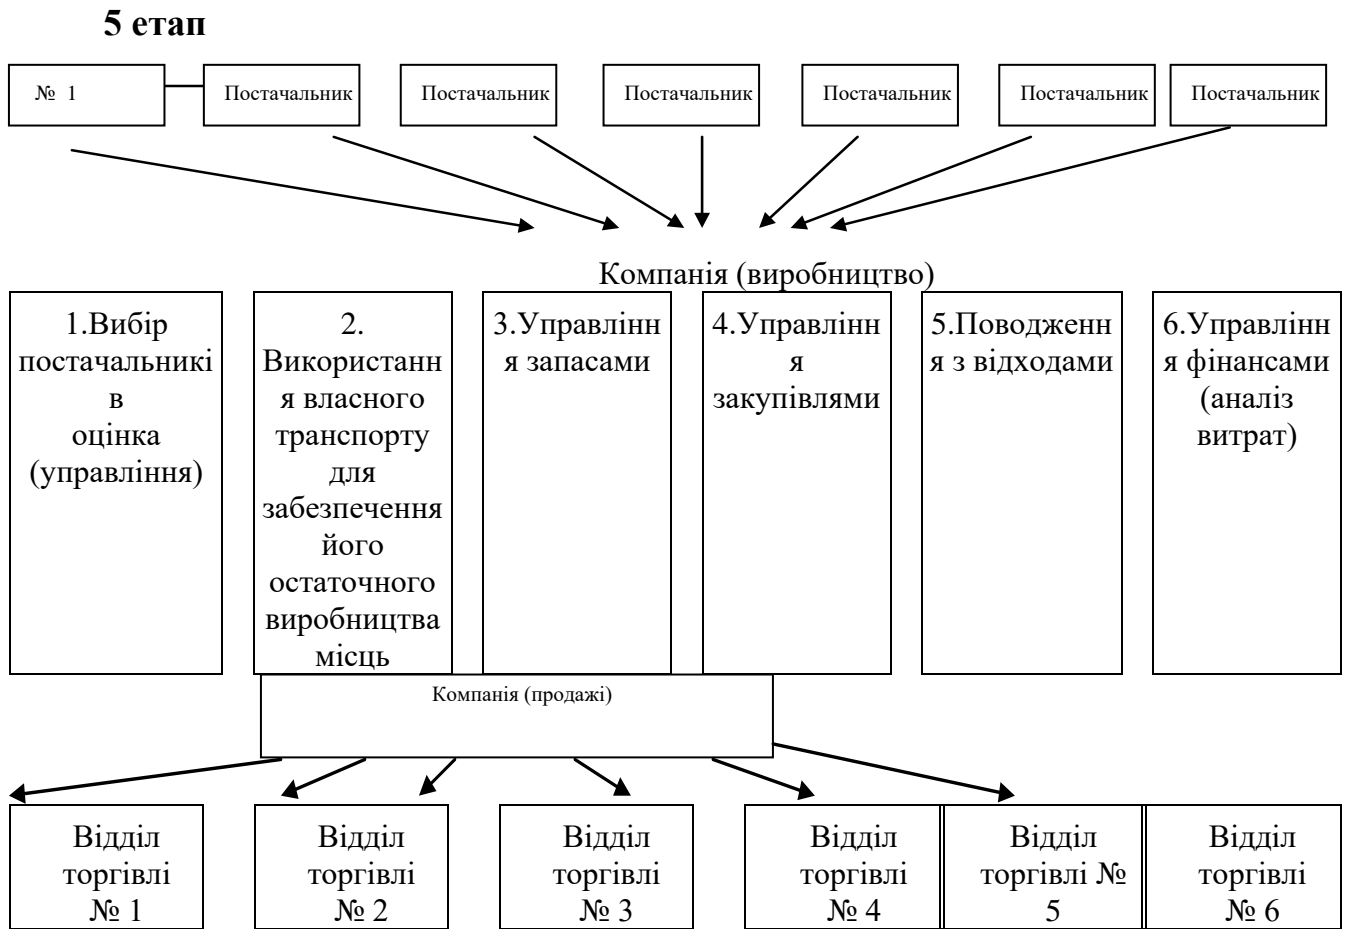 5 етап
№ 1
Постачальник
Постачальник
Постачальник
Постачальник
Постачальник
Постачальник
Компанія (виробництво)
1.Вибір
постачальникі
в
оцінка
(управління)
2.
Використанн
я власного
транспорту
для
забезпечення
його
остаточного
виробництва
місць
3.Управлінн
я запасами
4.Управлінн
я
закупівлями
5.Поводженн
я з відходами
6.Управлінн
я фінансами
(аналіз
витрат)
Компанія (продажі)
Відділ
торгівлі
№ 1
Відділ
торгівлі
№ 2
Відділ
торгівлі
№ 3
Відділ
торгівлі
№ 4
Відділ
торгівлі №
5
Відділ
торгівлі
№ 6